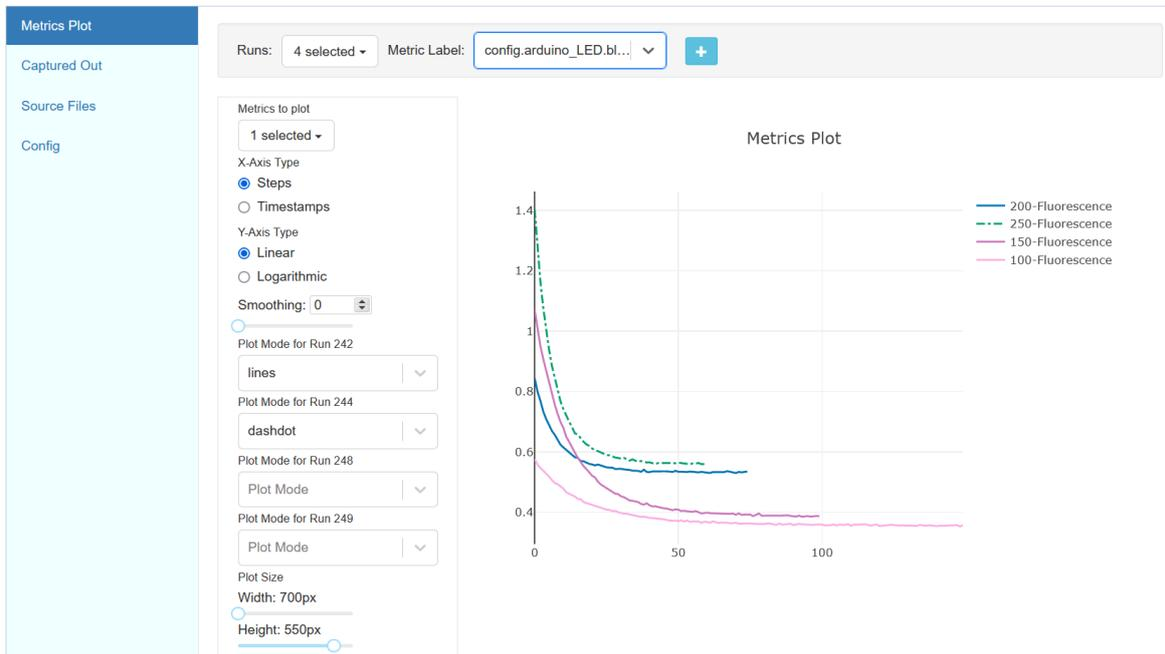 Metrics Plot
Captured Out
Source Files
Config
Runs: 4 selected Metric Label: config.arduino_LED.bl... +
Metrics to plot
1 selected
X-Axis Type
Steps
Timestamps
Y-Axis Type
Linear
Logarithmic
Smoothing: 0
Plot Mode for Run 242
lines
Plot Mode for Run 244
dashdot
Plot Mode for Run 248
Plot Mode
Plot Mode for Run 249
Plot Mode
Plot Size
Width: 700px
Height: 550px
Metrics Plot
1.4
1.2
1
0.8
0.6
0.4
0 50 100
200-Fluorescence
250-Fluorescence
150-Fluorescence
100-Fluorescence